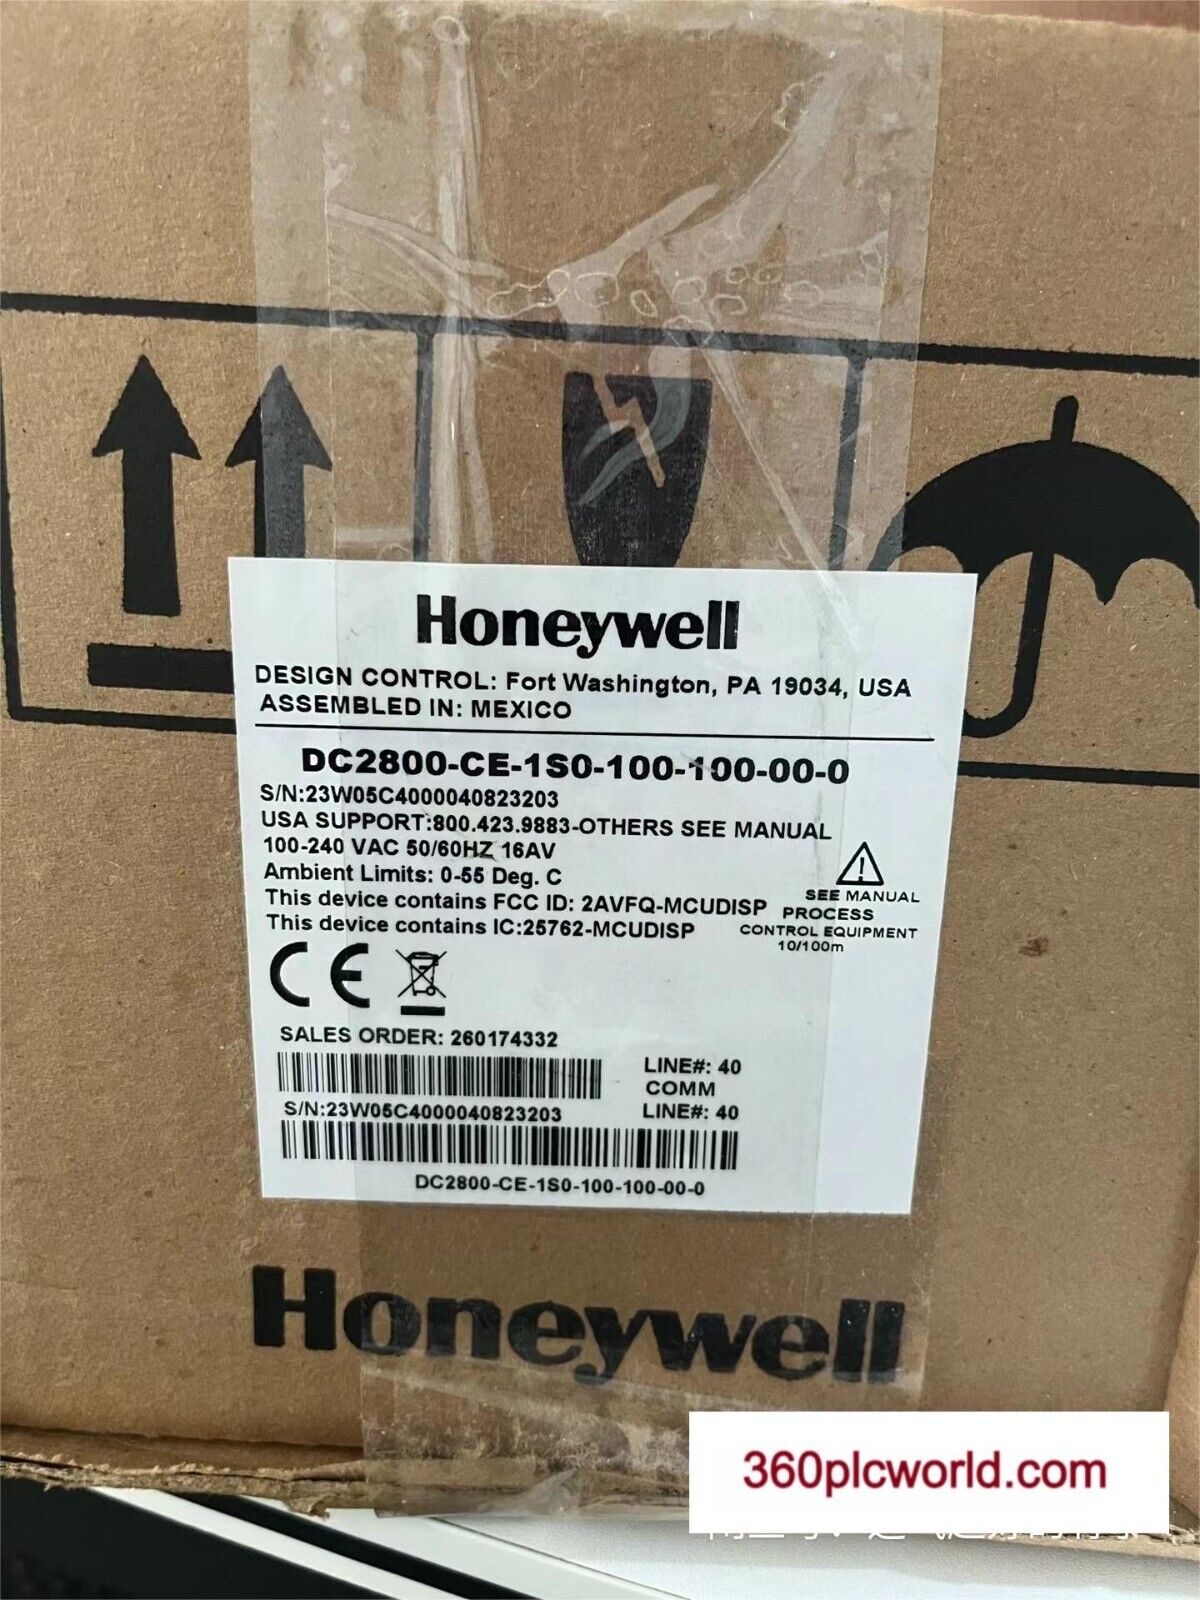 Honeywell
DESIGN CONTROL: Fort Washington, PA 19034, USA
ASSEMBLED IN: MEXICO
DC2800-CE-1S0-100-100-00-0
S/N:23W05C4000040823203
USA SUPPORT:800.423.9883-OTHERS SEE MANUAL
100-240 VAC 50/60HZ 16AV
Ambient Limits: 0-55 Deg. C
This device contains FCC ID: 2AVFQ-MCUDISP
This device contains IC:25762-MCUDISP
SEE MANUAL
PROCESS
CONTROL EQUIPMENT
10/100m
CE
SALES ORDER: 260174332
LINE#: 40
COMM
S/N:23W05C4000040823203
LINE#: 40
DC2800-CE-1S0-100-100-00-0
Honeywell
360plcworld.com